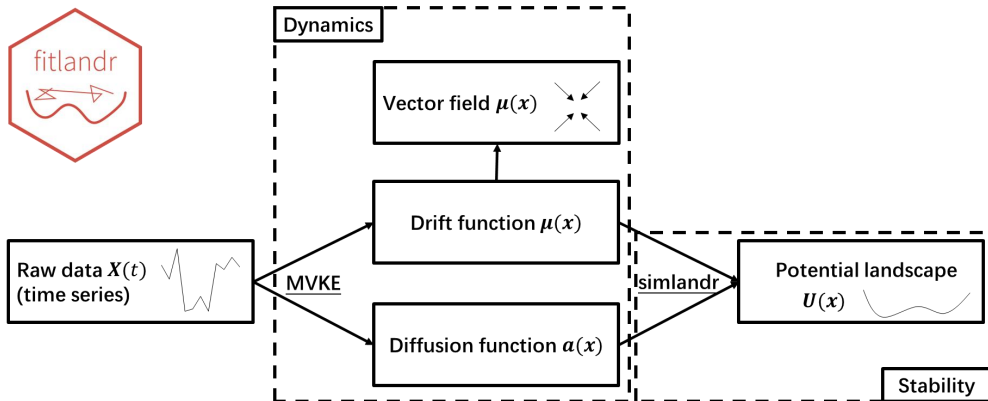 fitlandr
Dynamics
Vector field μ(x)
Drift function μ(x)
Raw data X(t)
(time series)
MVKE
simlandr
Potential landscape
U(x)
Diffusion function a(x)
Stability